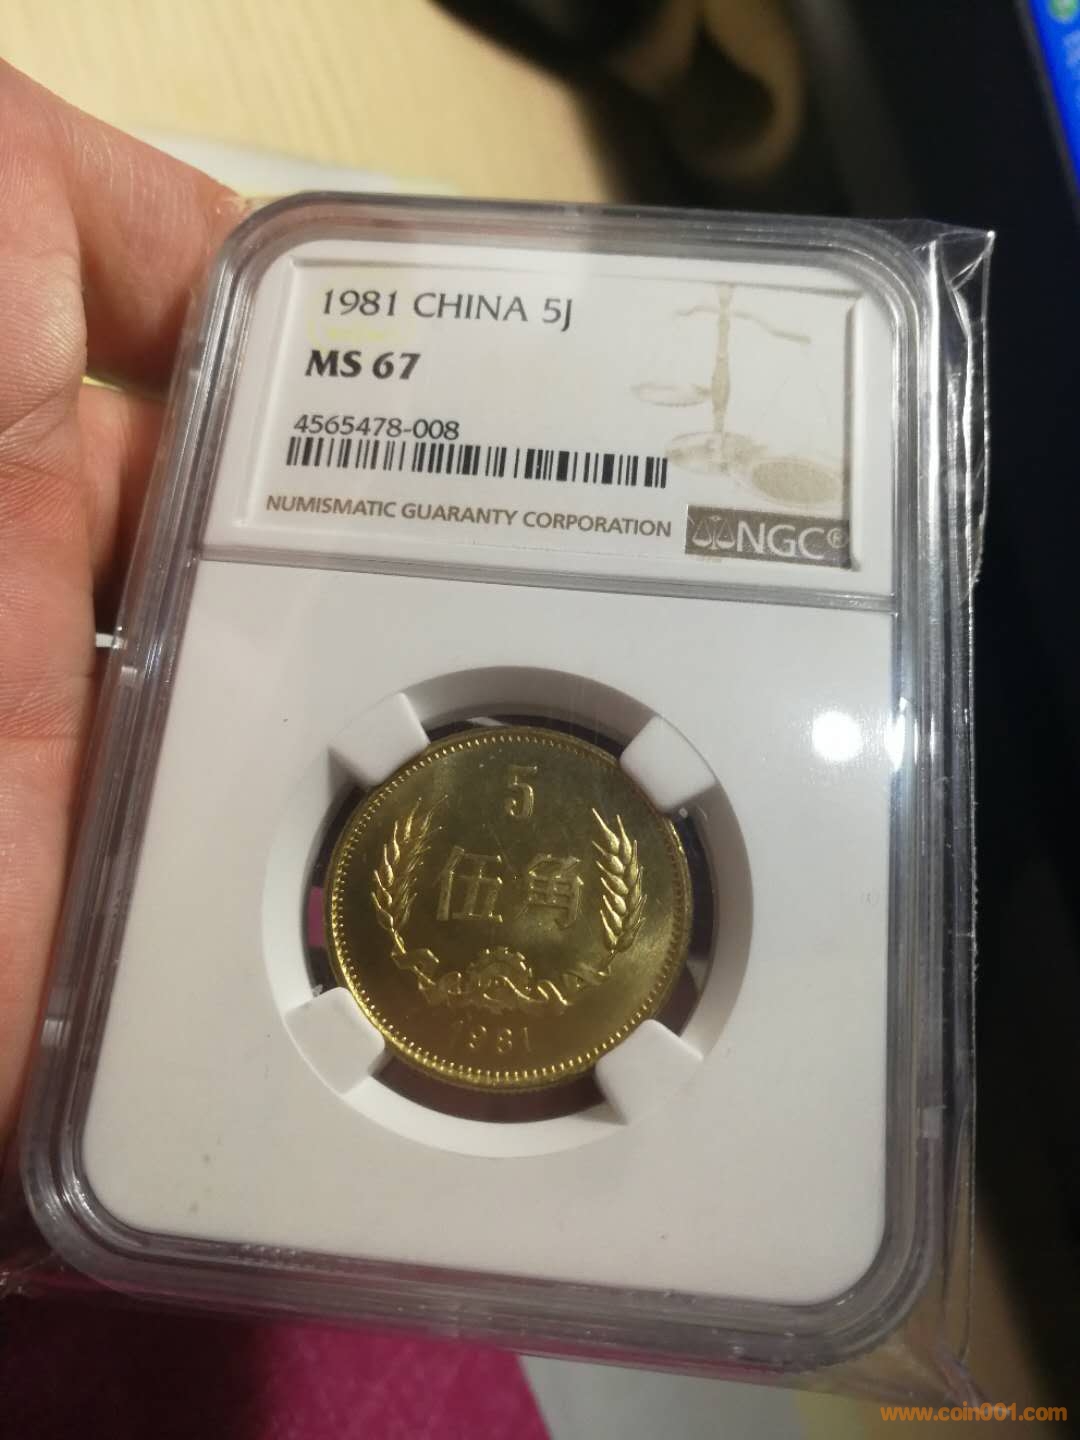 1981 CHINA 5J
MS 67
4565478-008
NUMISMATIC GUARANTY CORPORATION
NGC®
5
伍角
1981
www.coin001.com